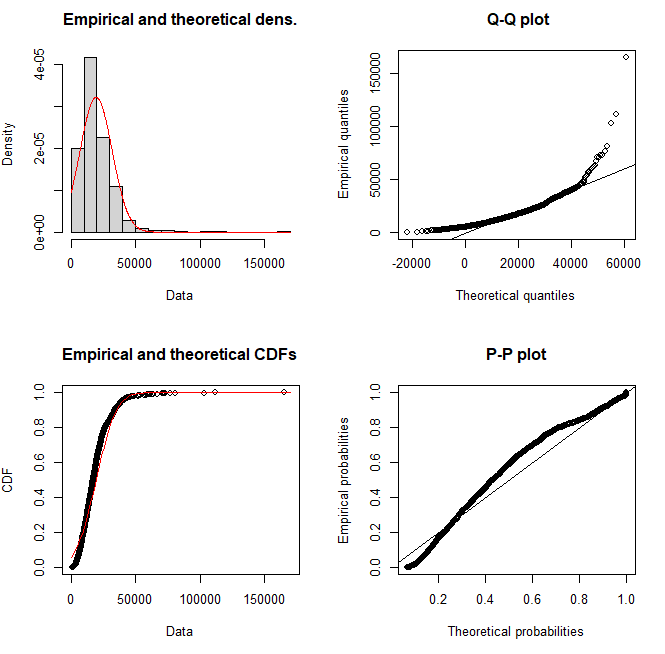 Empirical and theoretical dens.
Density
0e+00 2e-05 4e-05
0 50000 100000 150000
Data
Q-Q plot
Empirical quantiles
0 50000 100000 150000
-20000 0 20000 40000 60000
Theoretical quantiles
Empirical and theoretical CDFs
CDF
0.0 0.2 0.4 0.6 0.8 1.0
0 50000 100000 150000
Data
P-P plot
Empirical probabilities
0.0 0.2 0.4 0.6 0.8 1.0
0.2 0.4 0.6 0.8 1.0
Theoretical probabilities